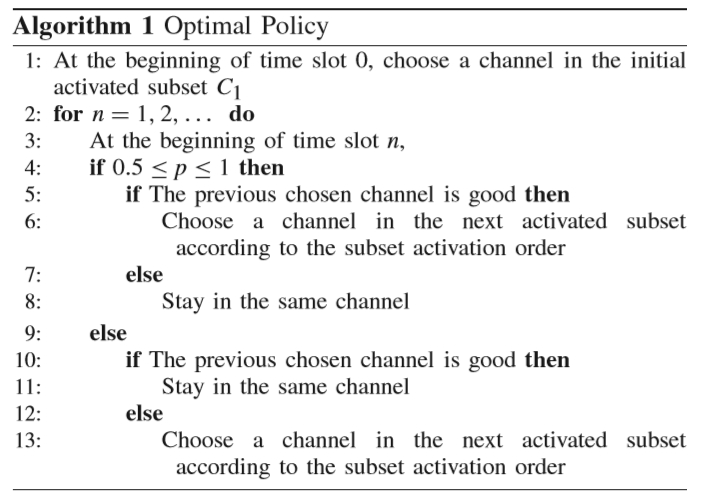 Algorithm 1 Optimal Policy
1: At the beginning of time slot 0, choose a channel in the initial
activated subset C₁
2: for n = 1, 2, . . . do
3: At the beginning of time slot n,
4: if 0.5 ≤ p ≤ 1 then
5: if The previous chosen channel is good then
6: Choose a channel in the next activated subset
according to the subset activation order
7: else
8: Stay in the same channel
9: else
10: if The previous chosen channel is good then
11: Stay in the same channel
12: else
13: Choose a channel in the next activated subset
according to the subset activation order